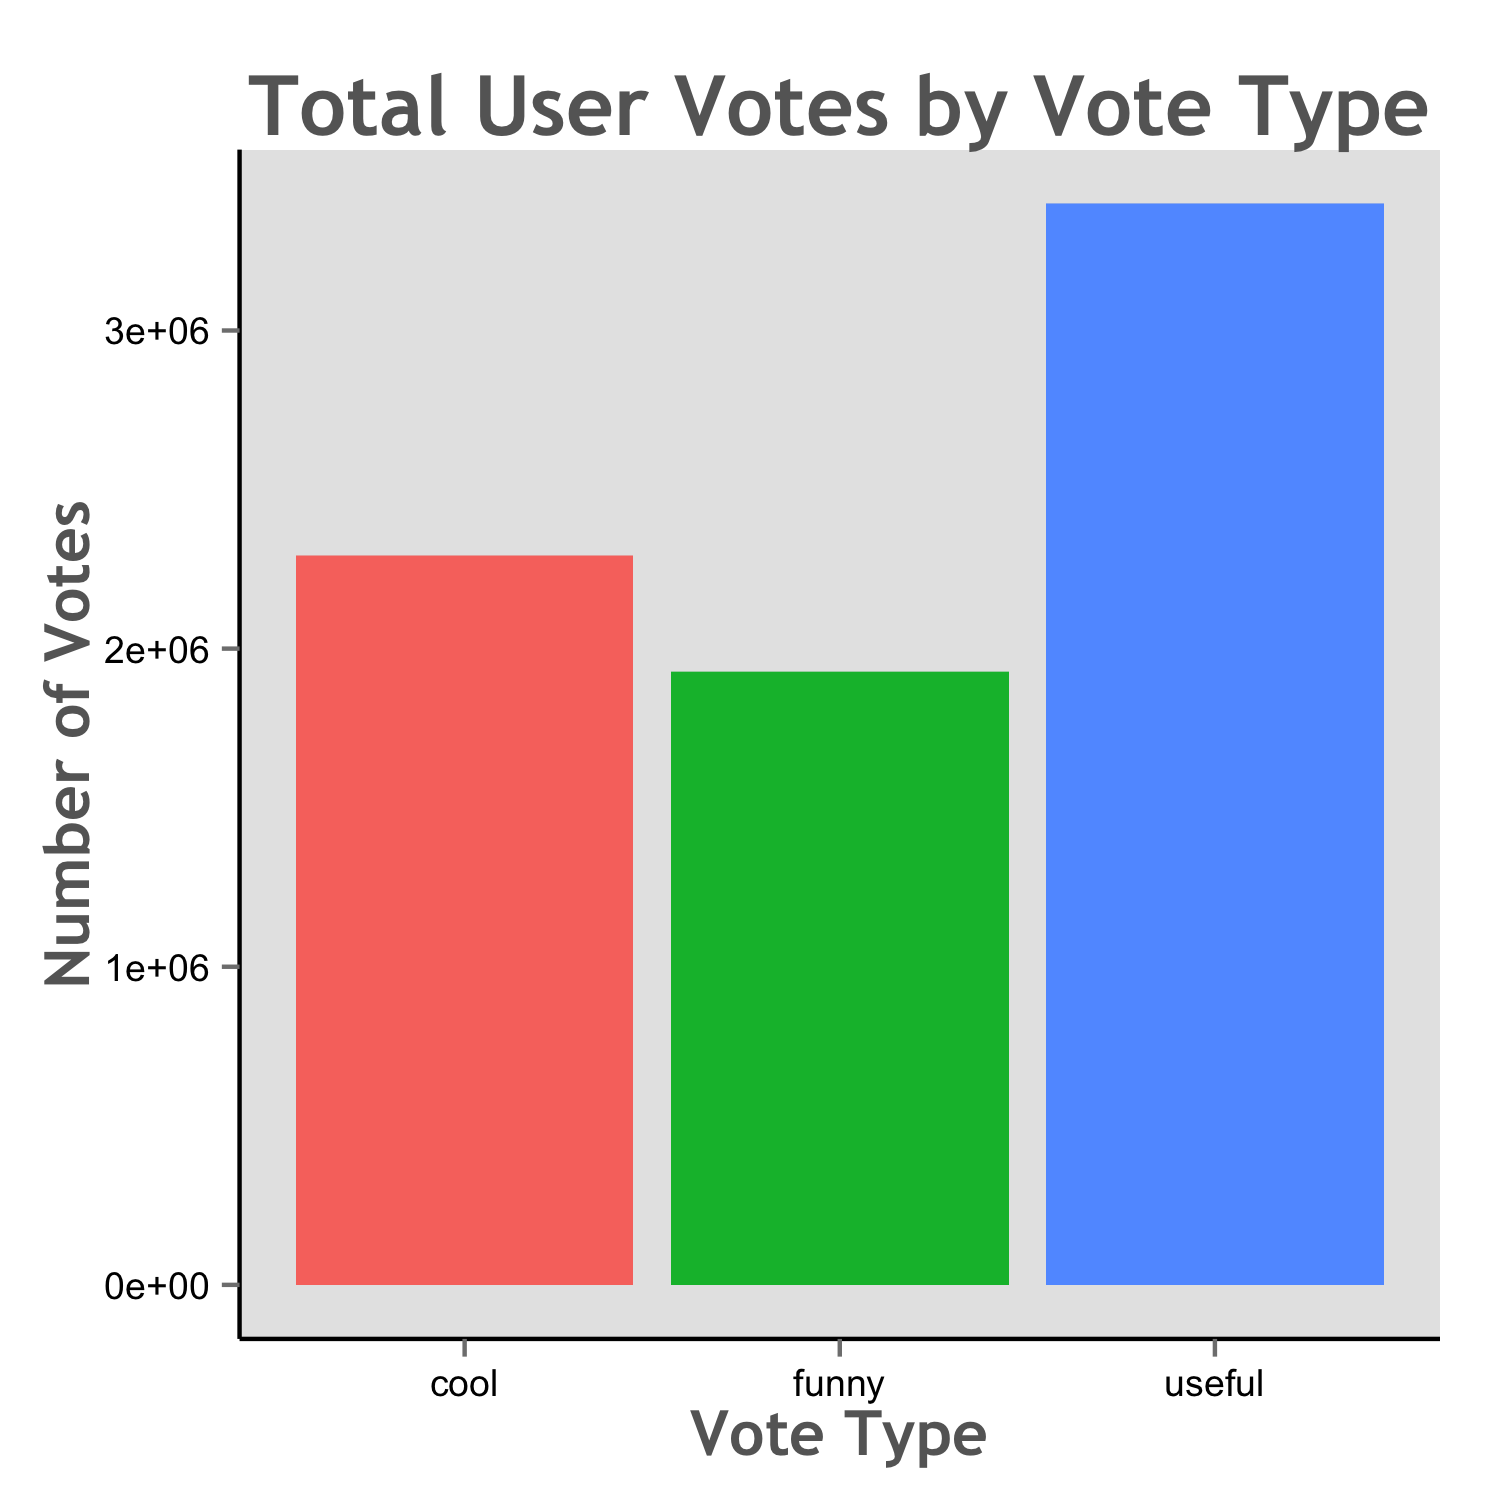 Total User Votes by Vote Type
Number of Votes
3e+06
2e+06
1e+06
0e+00
cool funny useful
Vote Type